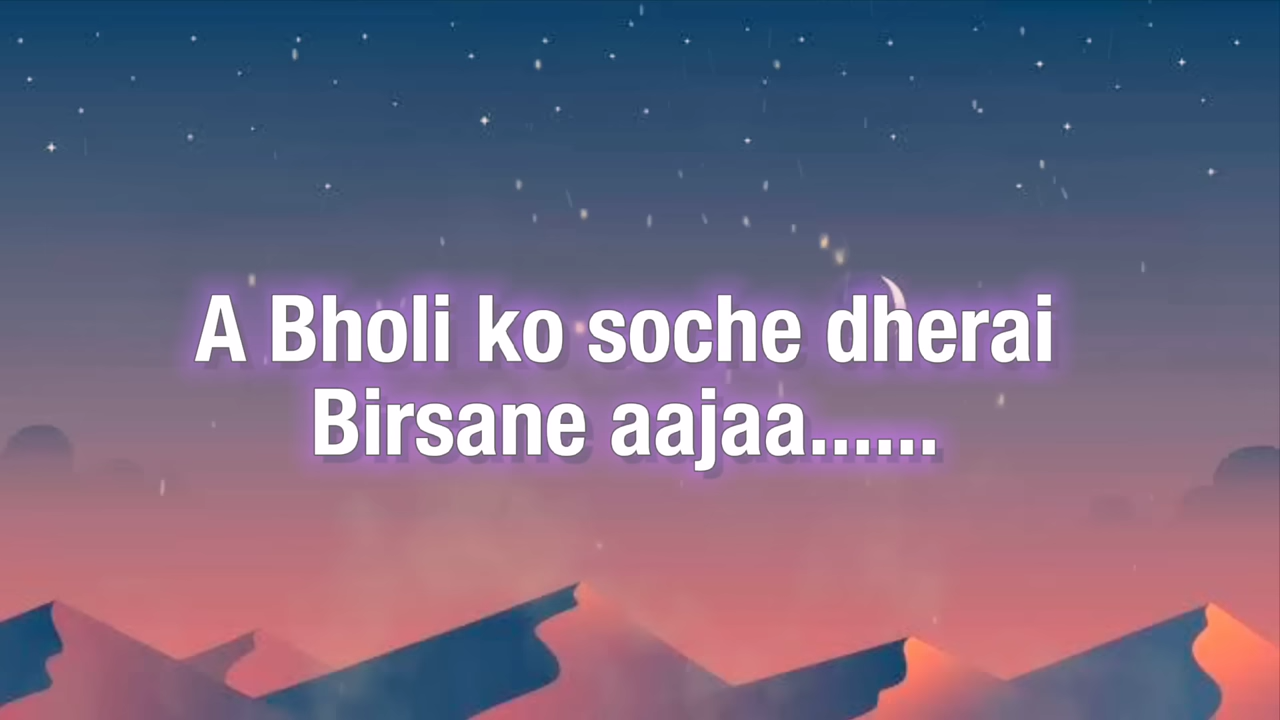 A Bholi ko soche dherai
Birsane aajaa......